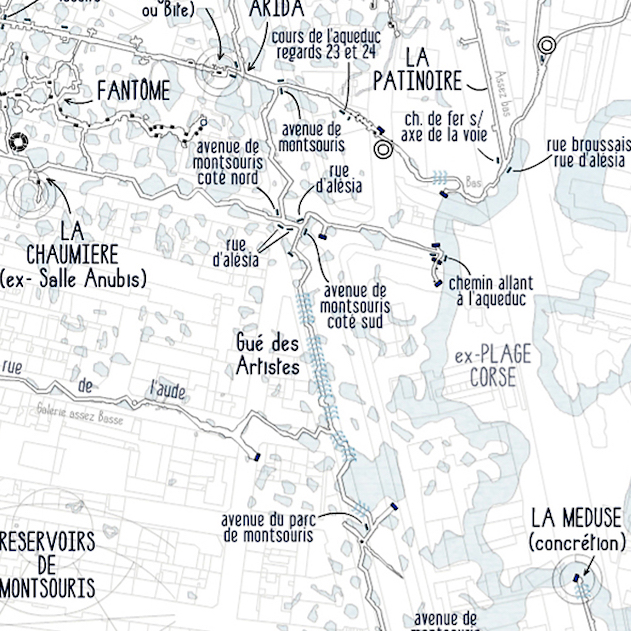 ou Bite)
ARIDA
cours de l'aqueduc
regards 23 et 24
LA
PATINOIRE
FANTÔME
Assez bas
ch. de fer s/
axe de la voie
avenue de
montsouris
avenue de
montsouris
coté nord
rue
d'alésia
rue broussais
rue d'alésia
Bas
LA
CHAUMIERE
(ex- Salle Anubis)
rue
d'alésia
avenue de
montsouris
coté sud
chemin allant
à l'aqueduc
Gué des
Artistes
ex-PLAGE
CORSE
rue
de
l'aude
Galerie assez Basse
avenue du parc
de montsouris
LA MEDUSE
(concrétion)
RESERVOIRS
DE
MONTSOURIS
avenue de